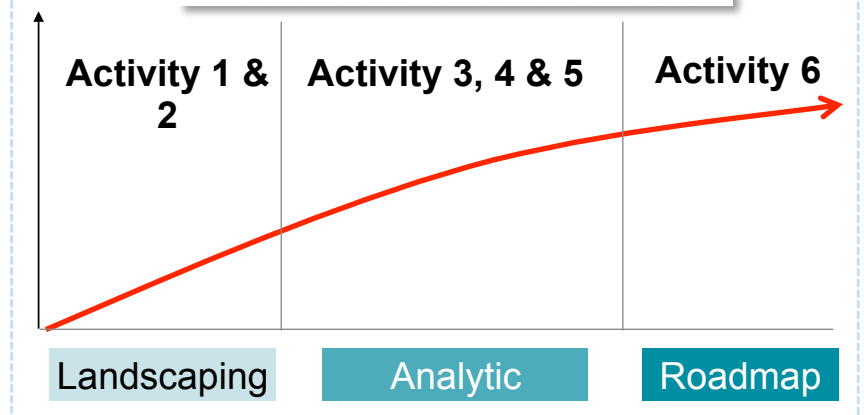 Activity 1 &
2
Activity 3, 4 & 5
Activity 6
Landscaping
Analytic
Roadmap